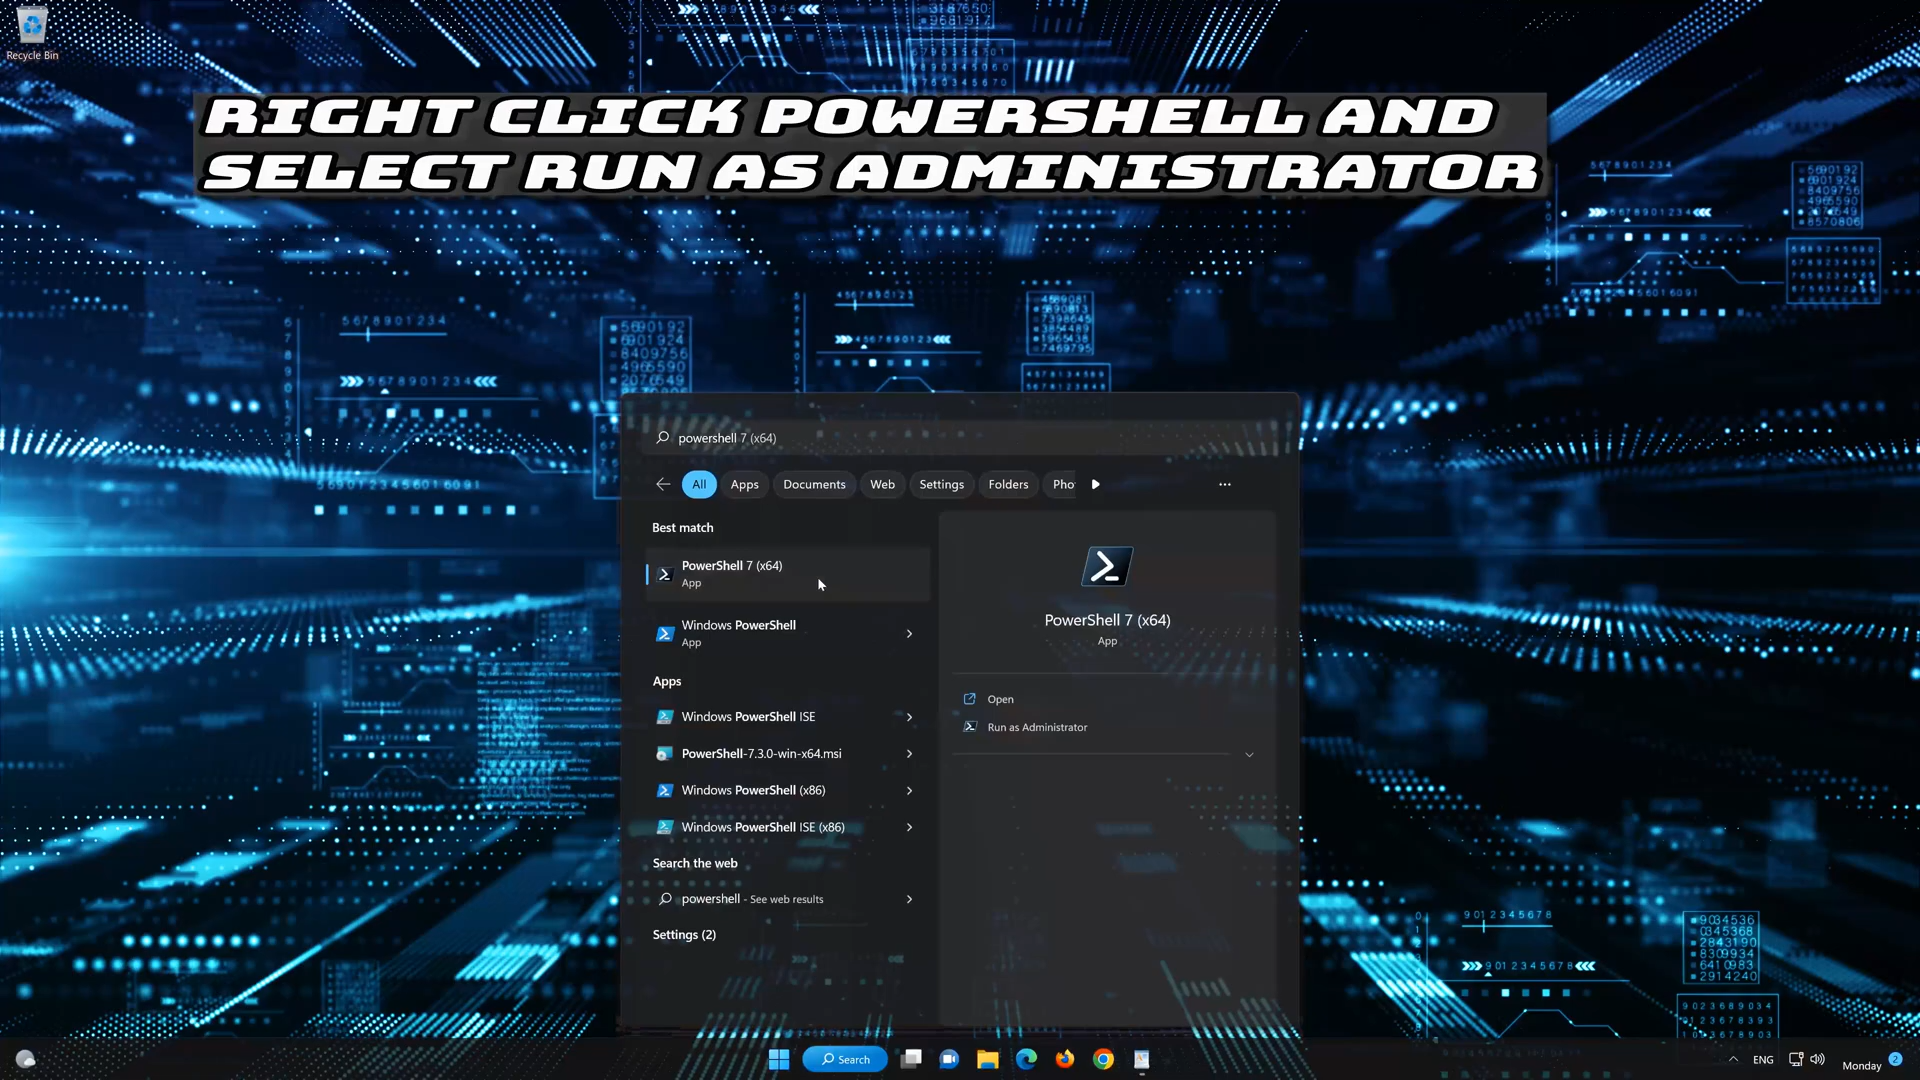 Recycle Bin
RIGHT CLICK POWERSHELL AND
SELECT RUN AS ADMINISTRATOR
powershell 7 (x64)
All Apps Documents Web Settings Folders Pho
Best match
PowerShell 7 (x64)
App
Windows PowerShell
App
Apps
Windows PowerShell ISE
PowerShell-7.3.0-win-x64.msi
Windows PowerShell (x86)
Windows PowerShell ISE (x86)
Search the web
powershell - See web results
Settings (2)
PowerShell 7 (x64)
App
Open
Run as Administrator
Search
ENG
Monday 2